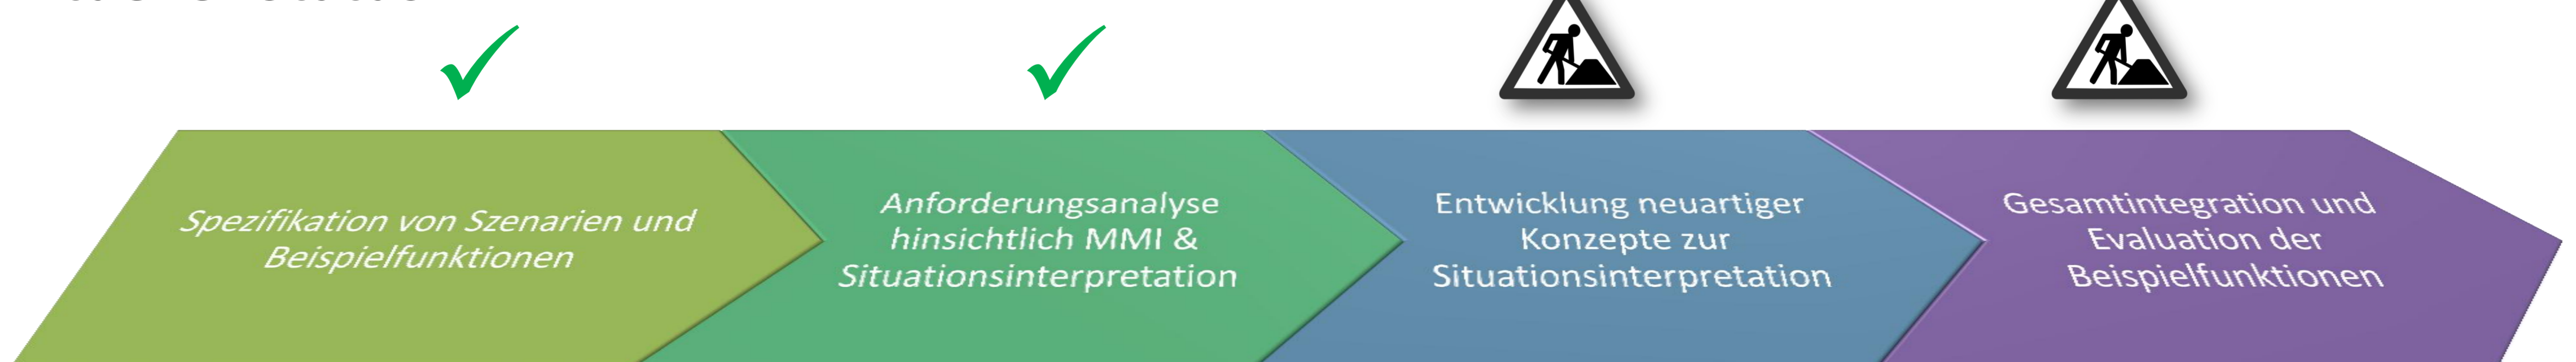 Spezifikation von Szenarien und
Beispielfunktionen
Anforderungsanalyse
hinsichtlich MMI &
Situationsinterpretation
Entwicklung neuartiger
Konzepte zur
Situationsinterpretation
Gesamtintegration und
Evaluation der
Beispielfunktionen